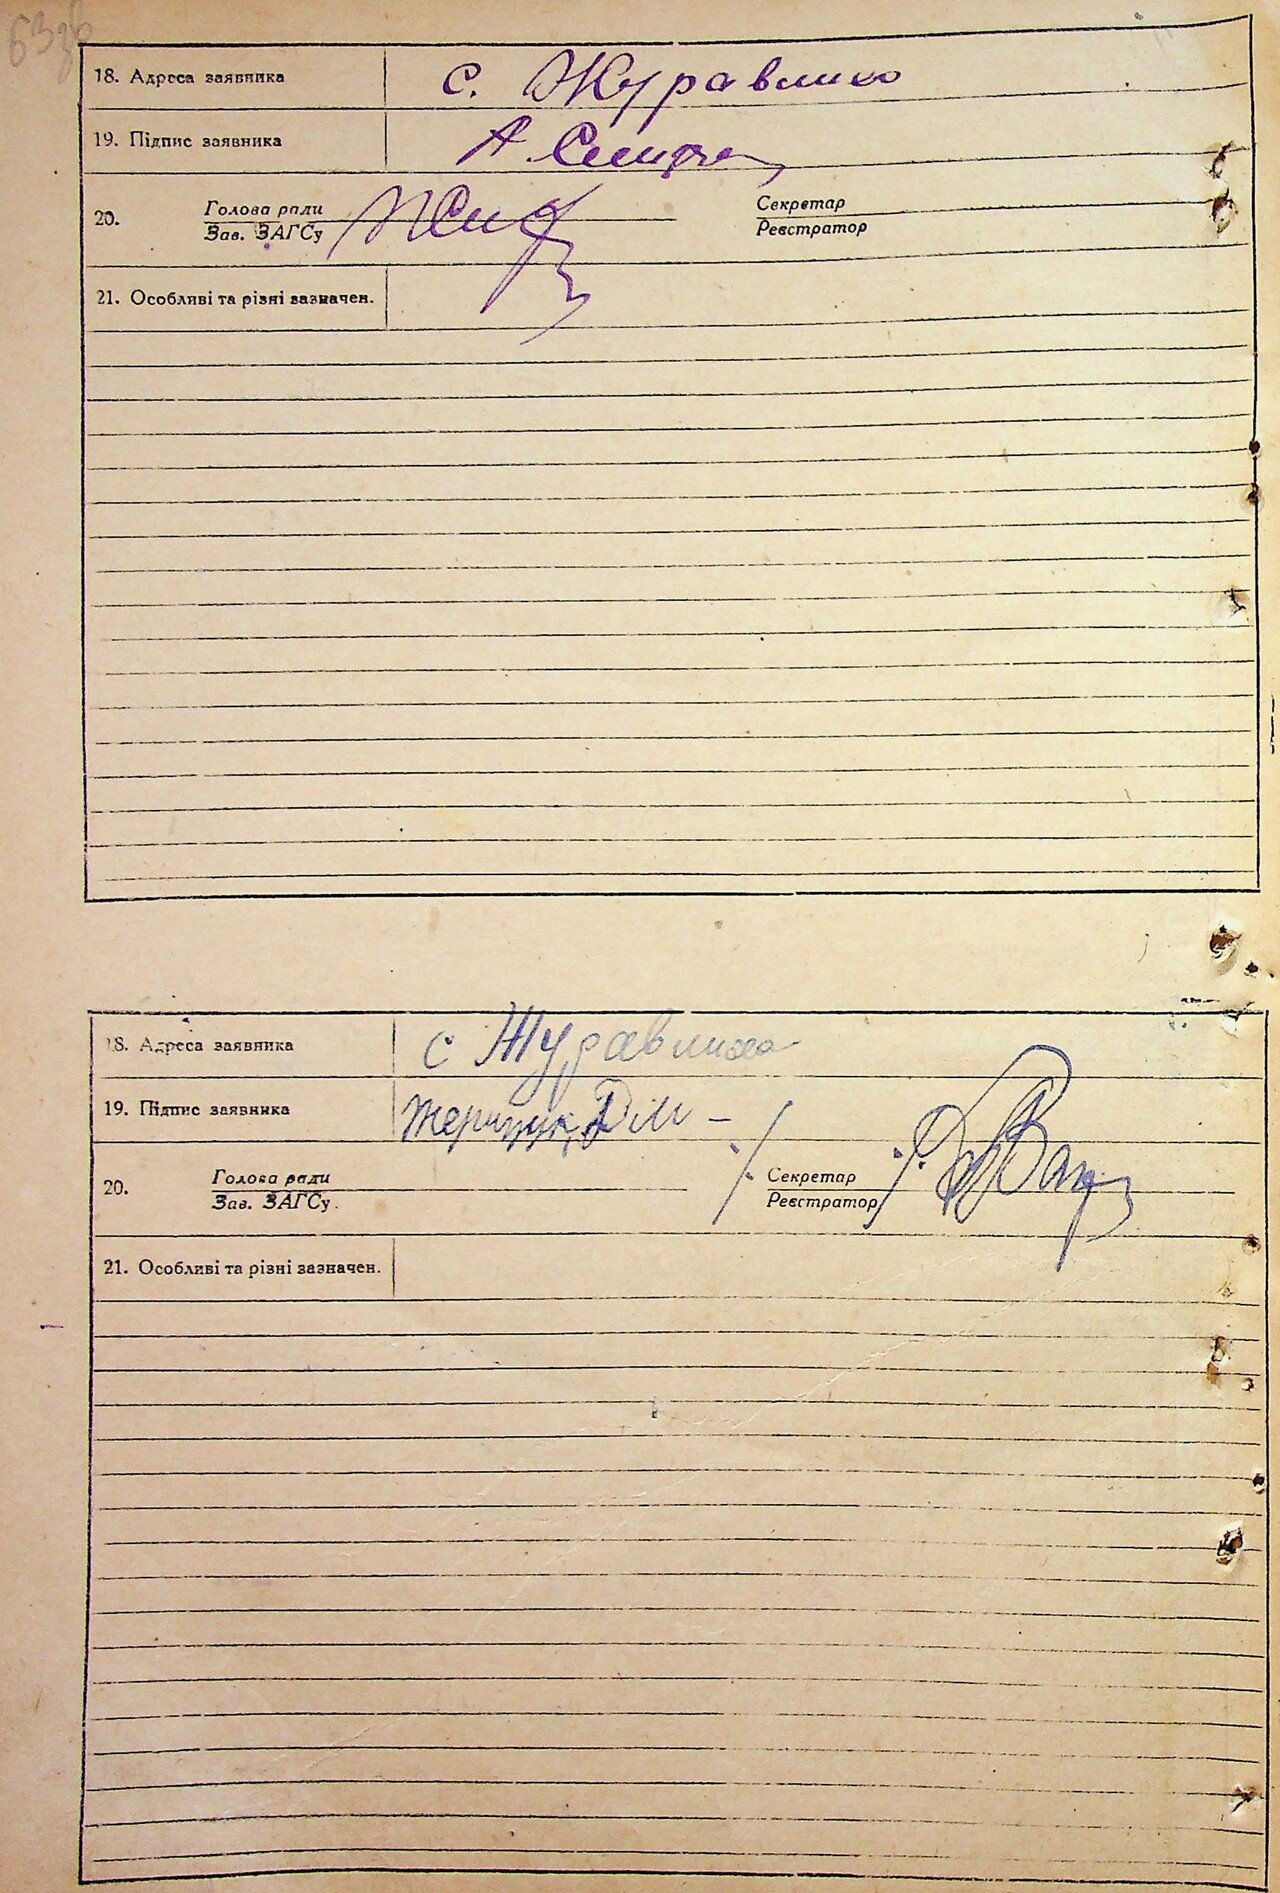 63зв
18. Адреса заявника с. Журавлико
19. Підпис заявника А
20. Голова ради Секретар
Зав. ЗАГСу Реєстратор
21. Особливі та різні зазначен.
18. Адреса заявника с Журавлиха
19. Підпис заявника
20. Голова ради Секретар
Зав. ЗАГСу. Реєстратор
21. Особливі та різні зазначен.